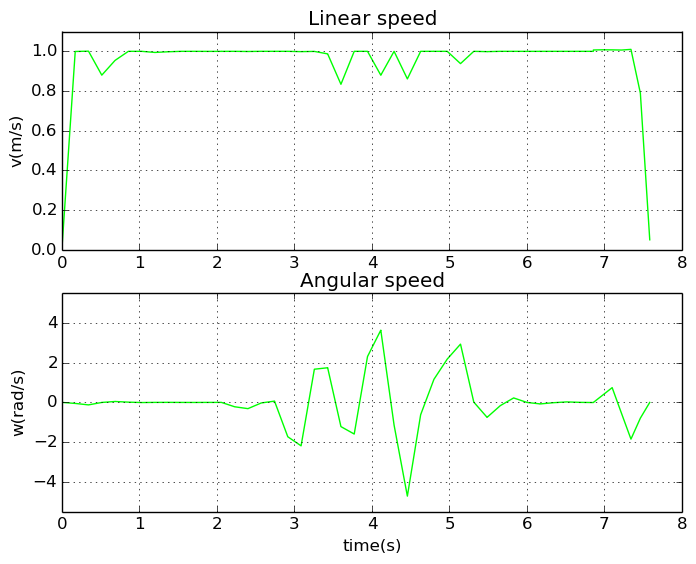 Linear speed
1.0
0.8
0.6
0.4
0.2
0.0
v(m/s)
0 1 2 3 4 5 6 7 8
Angular speed
4
2
0
−2
−4
w(rad/s)
0 1 2 3 4 5 6 7 8
time(s)